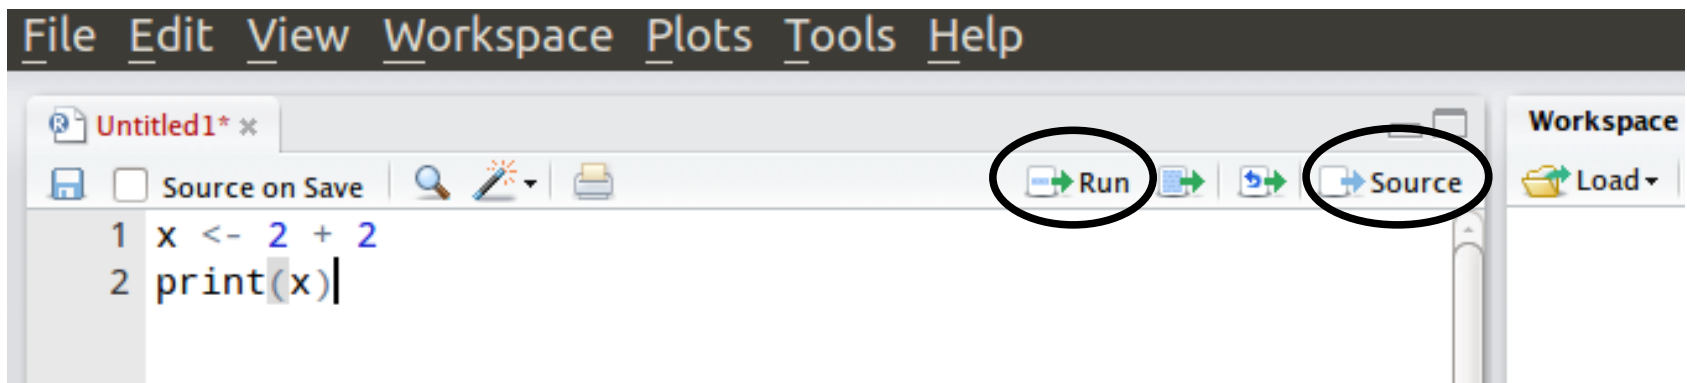 File Edit View Workspace Plots Tools Help
Untitled1* Workspace
Source on Save Run Source Load
1 x <- 2 + 2
2 print(x)